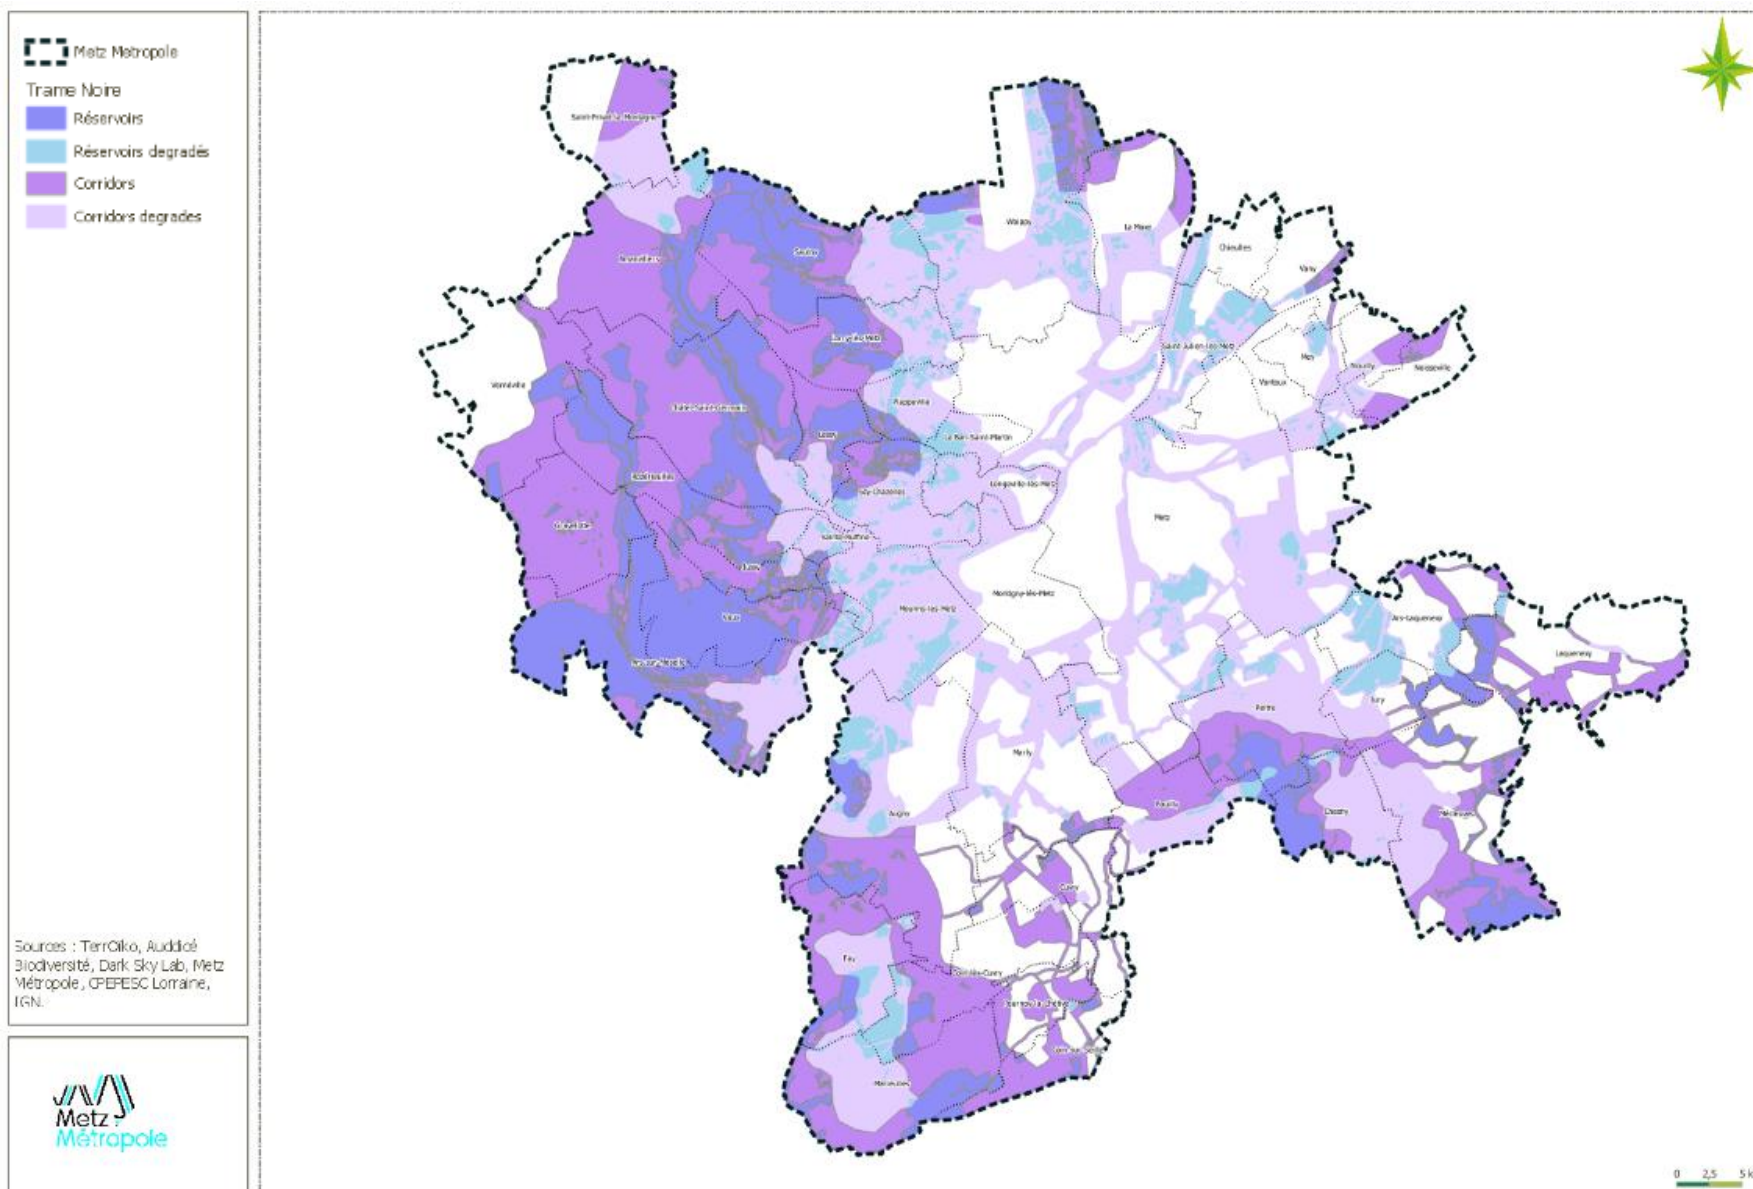 Metz Metropole
Trame Noire
Réservoirs
Réservoirs degradés
Corridors
Corridors degrades
Sources : TerrOïko, Auddicé
Biodiversité, Dark Sky Lab, Metz
Métropole, CPEPESC Lorraine,
IGN.
Metz
Métropole
Saint-Privat-la-Montagne
Woippy
La Maxe
Chieulles
Vany
Amanvillers
Saulny
Lorry-lès-Metz
Saint-Julien-lès-Metz
Mey
Nouilly
Noisseville
Vantoux
Vernéville
Châtel-Saint-Germain
Plappeville
Lessy
Le Ban-Saint-Martin
Rozérieulles
Scy-Chazelles
Longeville-lès-Metz
Metz
Gravelotte
Sainte-Ruffine
Jussy
Vaux
Moulins-lès-Metz
Montigny-lès-Metz
Ars-Laquenexy
Laquenexy
Ars-sur-Moselle
Jury
Peltre
Marly
Pouilly
Augny
Chesny
Mécleuves
Cuvry
Féy
Coin-lès-Cuvry
Pournoy-la-Chétive
Coin-sur-Seille
Marieulles
0 2,5 5 k